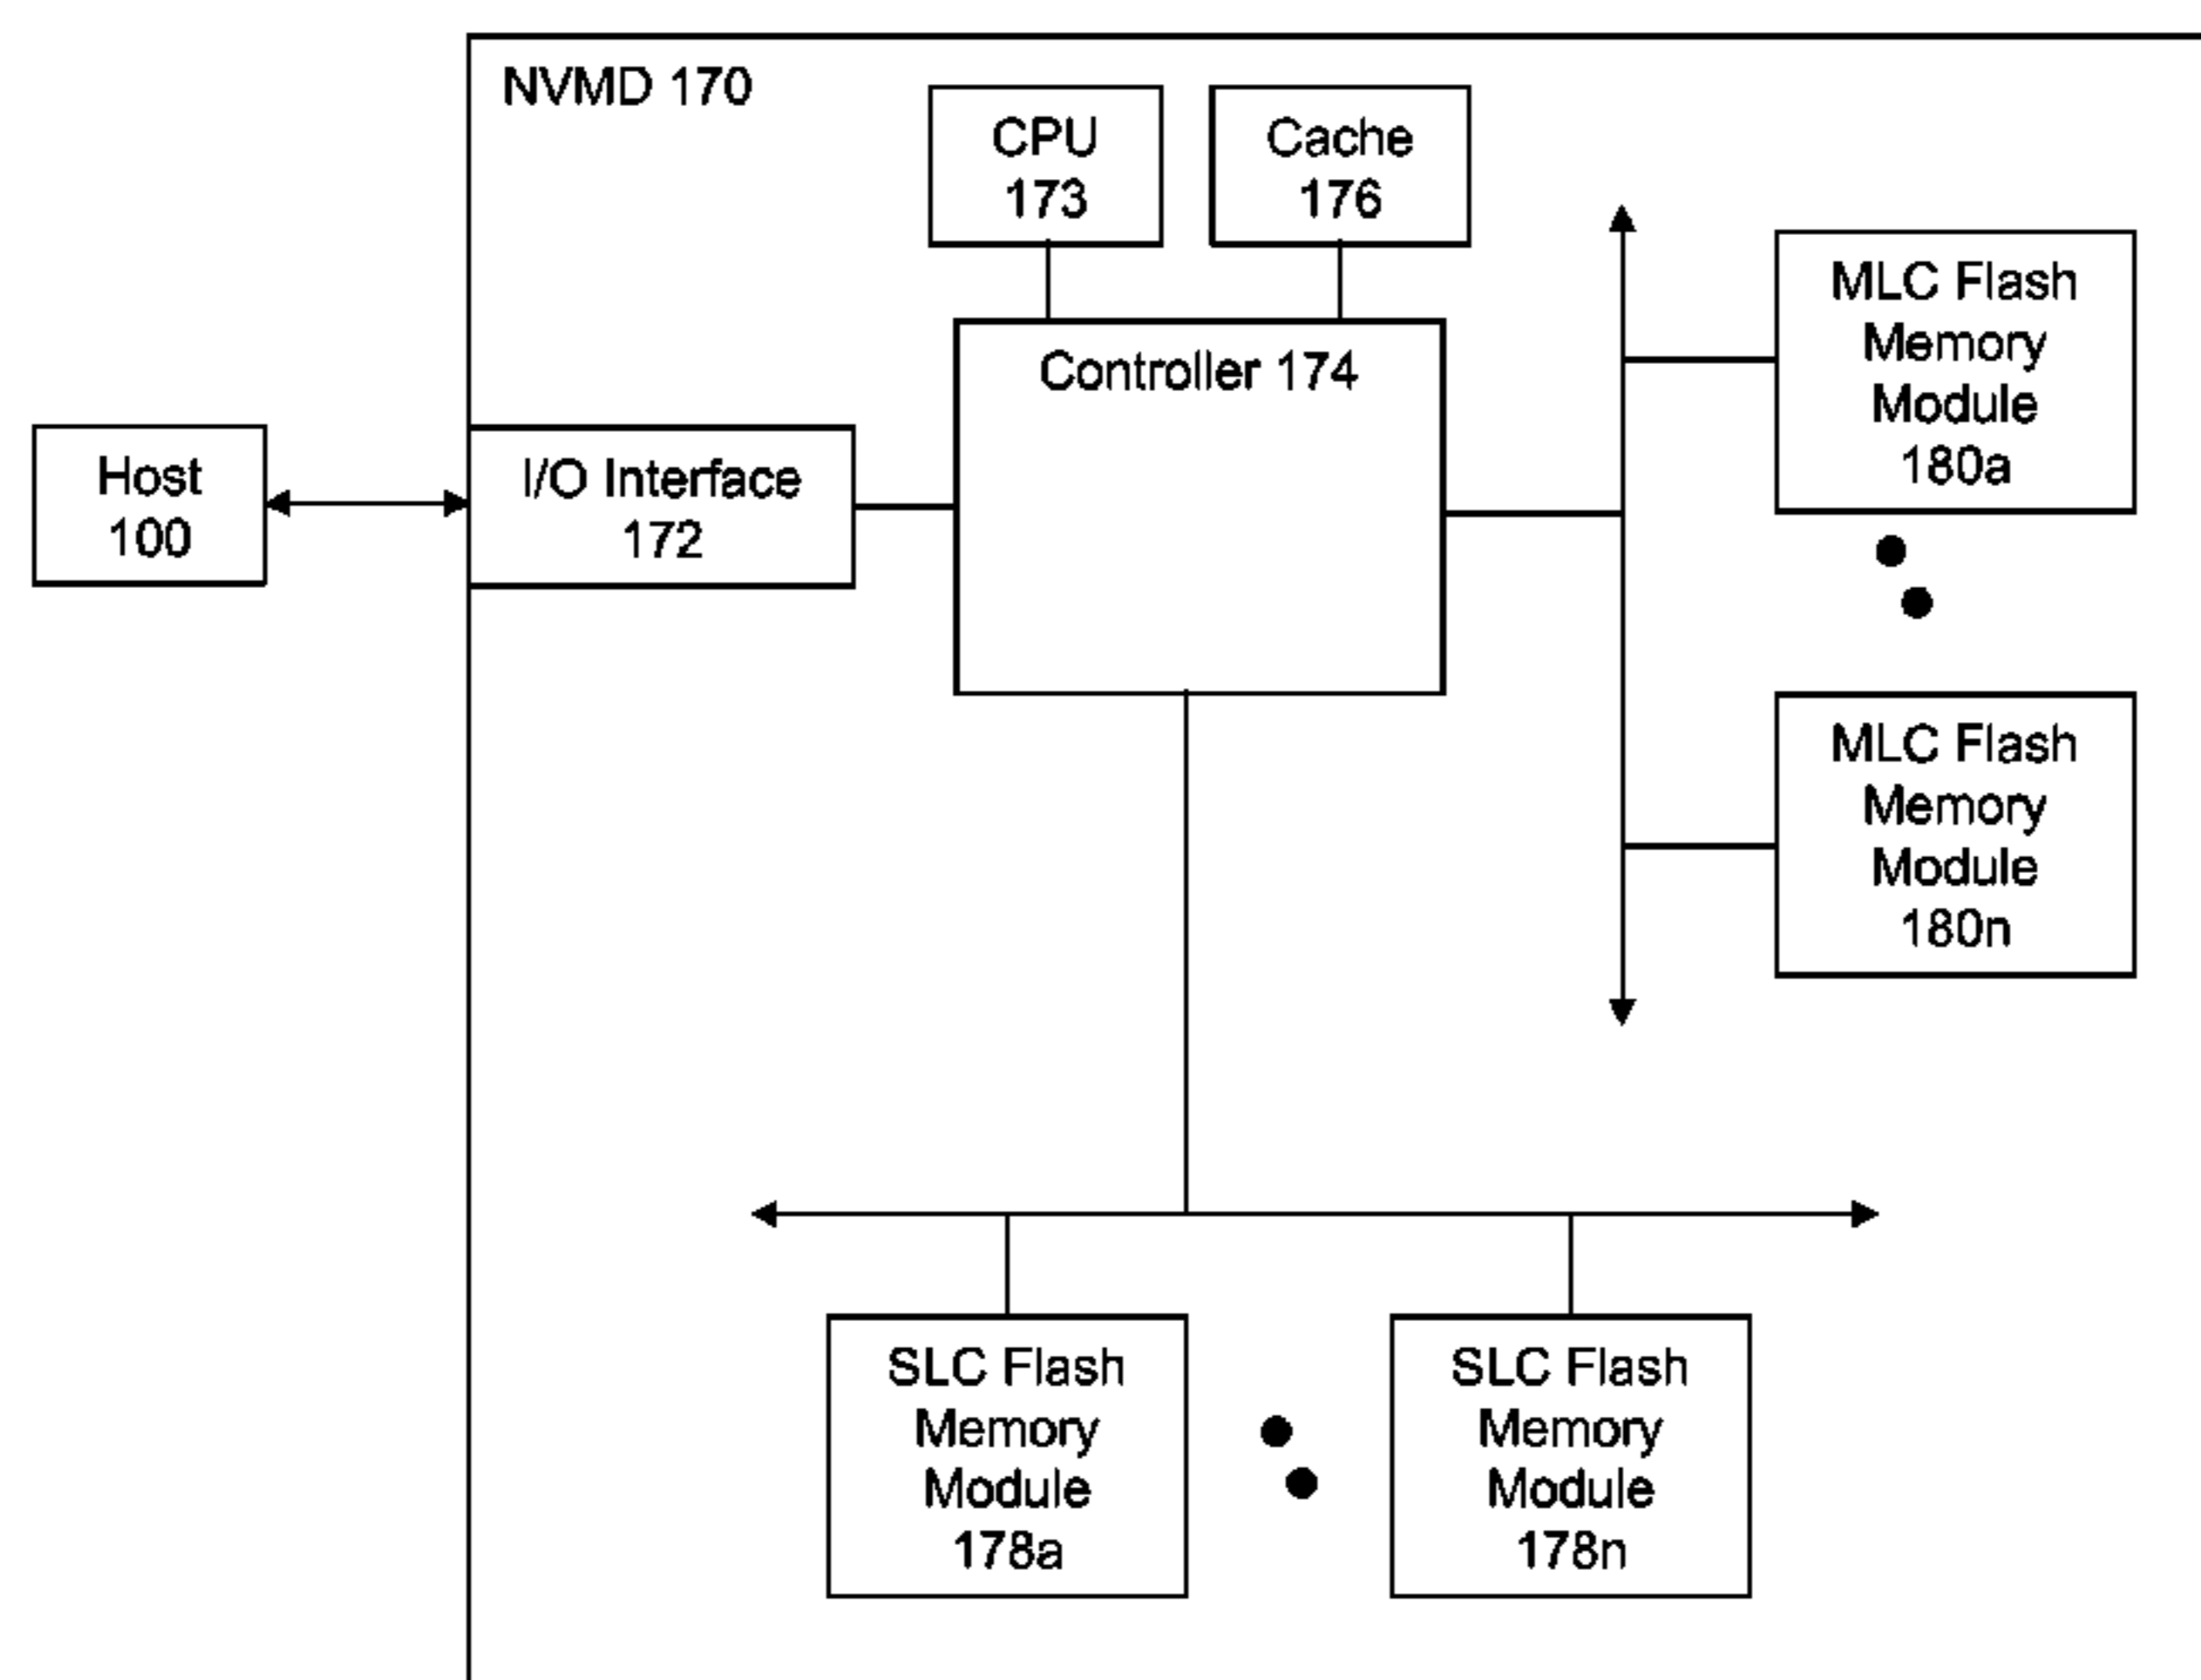 NVMD 170
CPU
173
Cache
176
Controller 174
Host
100
I/O Interface
172
MLC Flash
Memory
Module
180a
MLC Flash
Memory
Module
180n
SLC Flash
Memory
Module
178a
SLC Flash
Memory
Module
178n